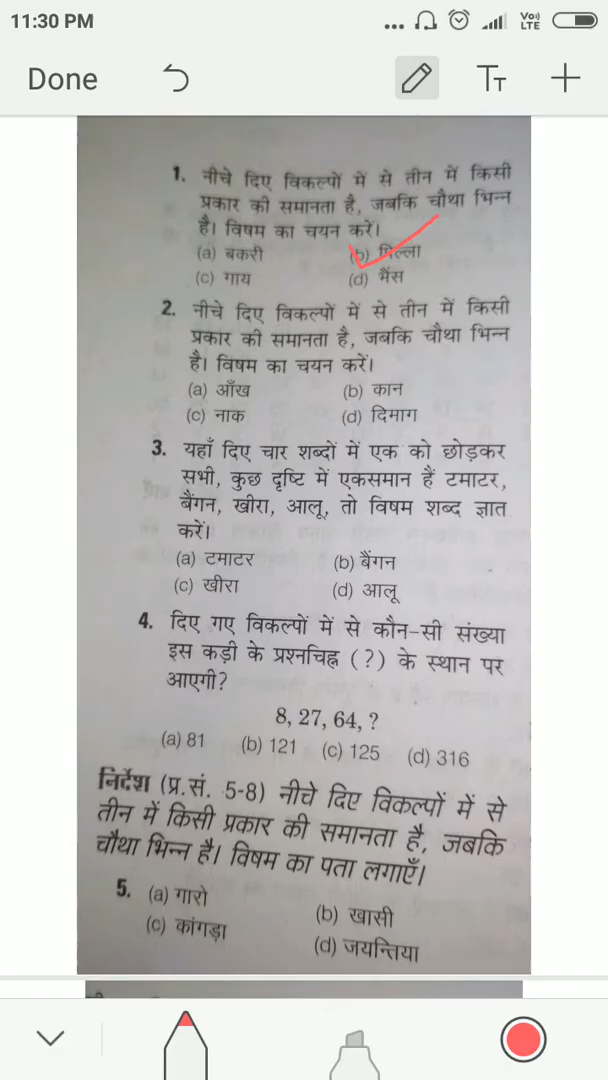 11:30 PM
Vo)) LTE
Done
TT
1. नीचे दिए विकल्पों में से तीन में किसी
प्रकार की समानता है, जबकि चौथा भिन्न
है। विषम का चयन करें।
(a) बकरी (b) पिल्ला
(c) गाय (d) भैंस
2. नीचे दिए विकल्पों में से तीन में किसी
प्रकार की समानता है, जबकि चौथा भिन्न
है। विषम का चयन करें।
(a) आँख (b) कान
(c) नाक (d) दिमाग
3. यहाँ दिए चार शब्दों में एक को छोड़कर
सभी, कुछ दृष्टि में एकसमान हैं टमाटर,
बैंगन, खीरा, आलू, तो विषम शब्द ज्ञात
करें।
(a) टमाटर (b) बैंगन
(c) खीरा (d) आलू
4. दिए गए विकल्पों में से कौन-सी संख्या
इस कड़ी के प्रश्नचिह्न (?) के स्थान पर
आएगी?
8, 27, 64, ?
(a) 81 (b) 121 (c) 125 (d) 316
निर्देश (प्र.सं. 5-8) नीचे दिए विकल्पों में से
तीन में किसी प्रकार की समानता है, जबकि
चौथा भिन्न है। विषम का पता लगाएँ।
5. (a) गारो (b) खासी
(c) कांगड़ा (d) जयन्तिया